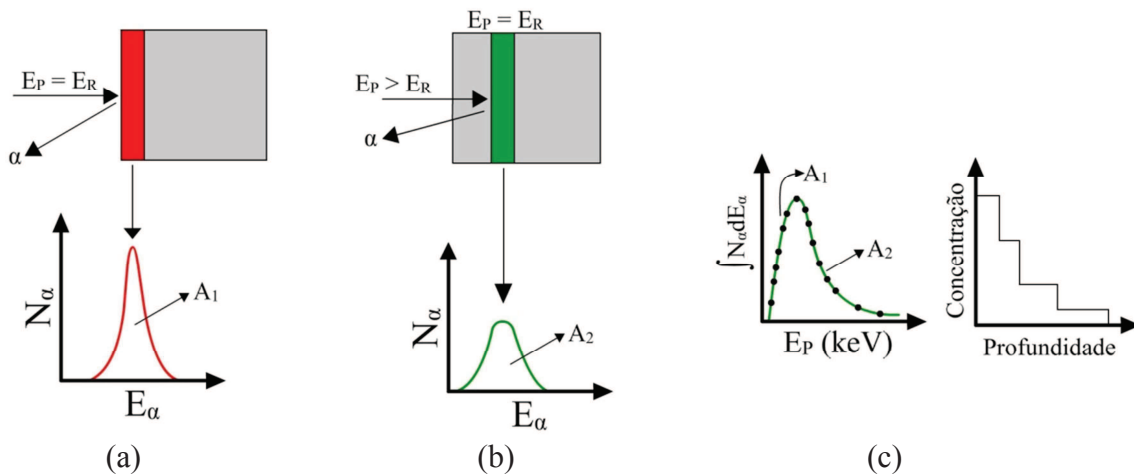 E_P = E_R
α
N_α
A_1
E_α
(a)
E_P = E_R
E_P > E_R
α
N_α
A_2
E_α
(b)
∫N_αdE_α
A_1
A_2
E_P (keV)
Concentração
Profundidade
(c)